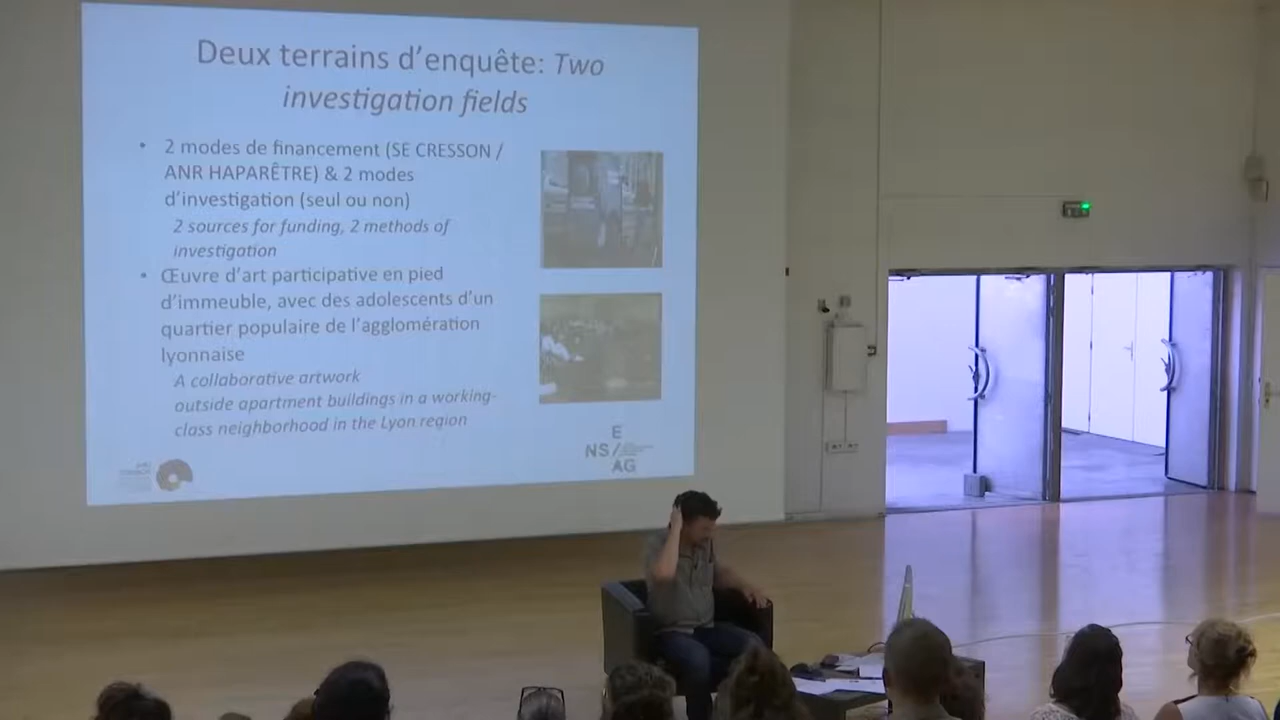 Deux terrains d'enquête: Two
investigation fields
• 2 modes de financement (SE CRESSON /
ANR HAPARÊTRE) & 2 modes
d'investigation (seul ou non)
2 sources for funding, 2 methods of
investigation
• Œuvre d'art participative en pied
d'immeuble, avec des adolescents d'un
quartier populaire de l'agglomération
lyonnaise
A collaborative artwork
outside apartment buildings in a working-
class neighborhood in the Lyon region
E
NS/
AG